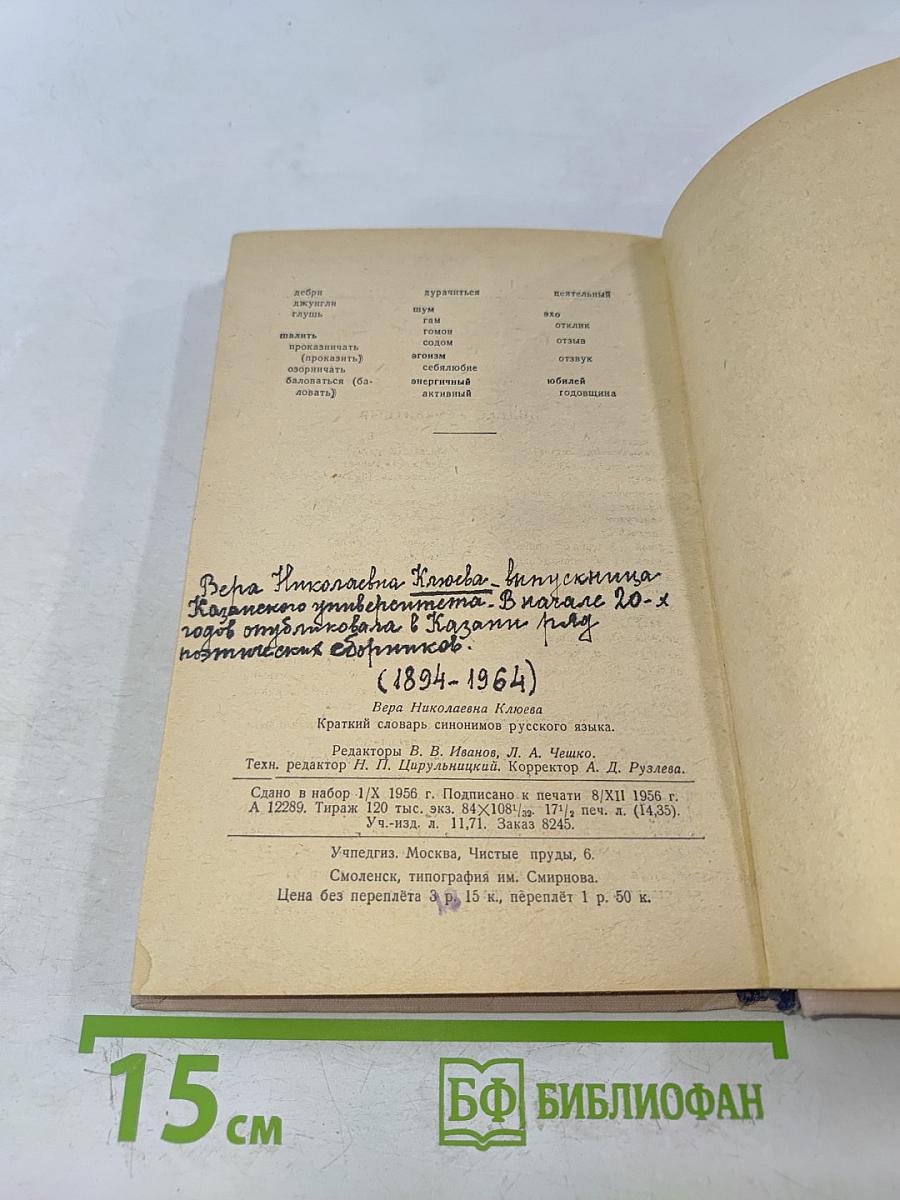 дебри
джунгли
глушь
шалить
проказничать
(проказить)
озорничать
баловаться (ба-
ловать)
дурачиться
шум
гам
гомон
содом
эгоизм
себялюбие
энергичный
активный
деятельный
эхо
отклик
отзыв
отзвук
юбилей
годовщина
Вера Николаевна Клюева - выпускница
Казанского университета. В начале 20-х
годов опубликовала в Казани ряд
поэтических сборников.
(1894-1964)
Вера Николаевна Клюева
Краткий словарь синонимов русского языка.
Редакторы В. В. Иванов, Л. А. Чешко.
Техн. редактор Н. П. Цирульницкий. Корректор А. Д. Рузлева.
Сдано в набор 1/X 1956 г. Подписано к печати 8/XII 1956 г.
А 12289. Тираж 120 тыс. экз. 84×108¹/₃₂. 17¹/₂ печ. л. (14,35).
Уч.-изд. л. 11,71. Заказ 8245.
Учпедгиз. Москва, Чистые пруды, 6.
Смоленск, типография им. Смирнова.
Цена без переплёта 3 р. 15 к., переплёт 1 р. 50 к.
15 см
БФ БИБЛИОФАН